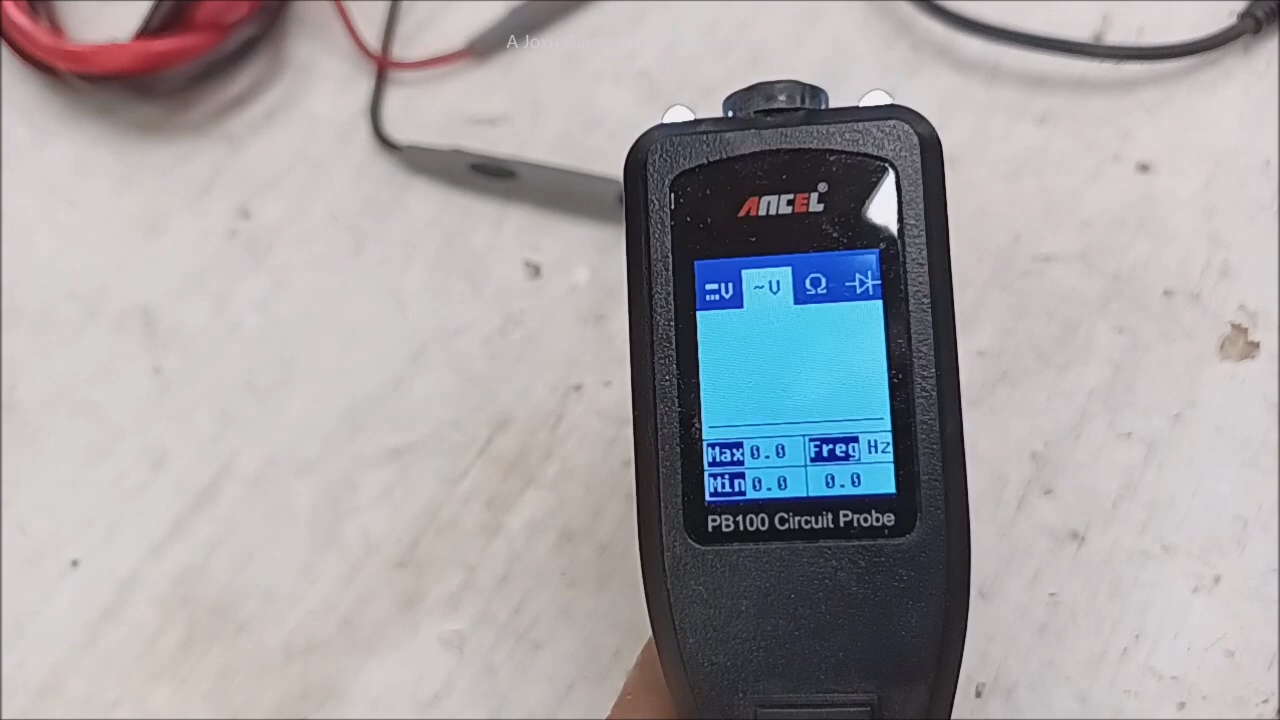 ANCEL®
V ~V Ω
Max 0.0 Freq Hz
Min 0.0 0.0
PB100 Circuit Probe